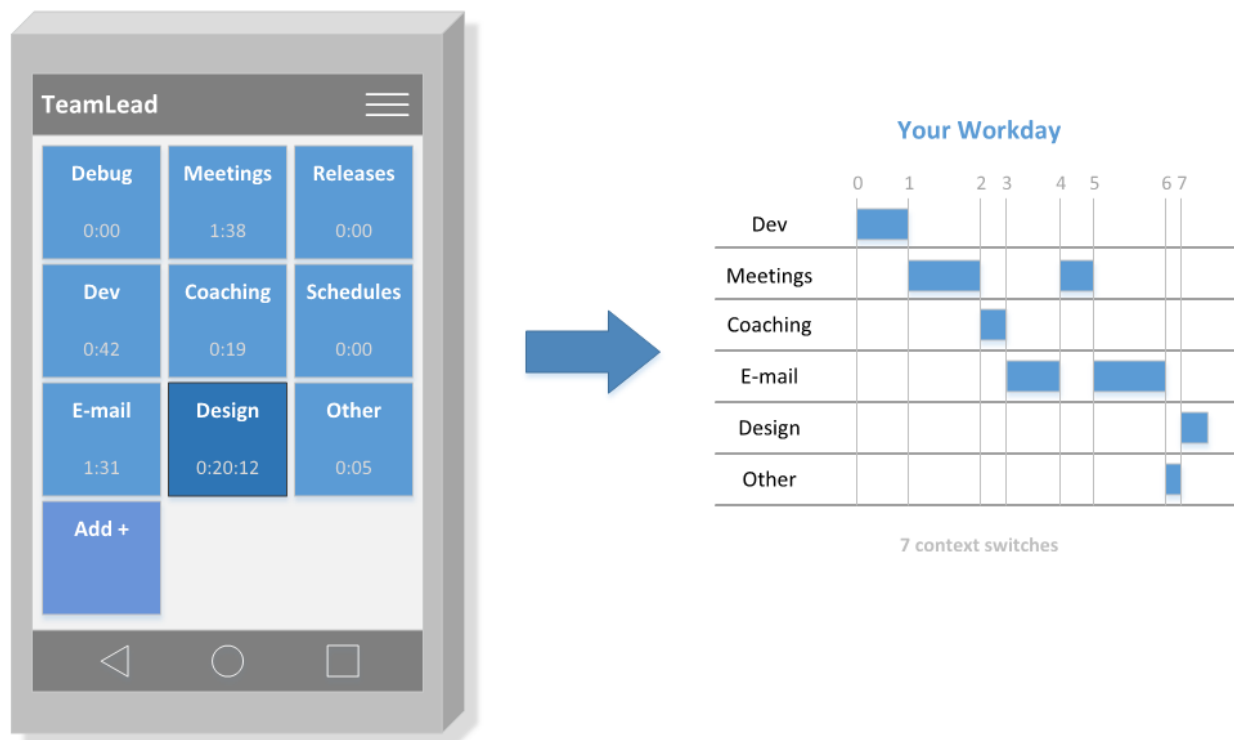 TeamLead
Debug Meetings Releases
0:00 1:38 0:00
Dev Coaching Schedules
0:42 0:19 0:00
E-mail Design Other
1:31 0:20:12 0:05
Add +
Your Workday
0 1 2 3 4 5 6 7
Dev
Meetings
Coaching
E-mail
Design
Other
7 context switches